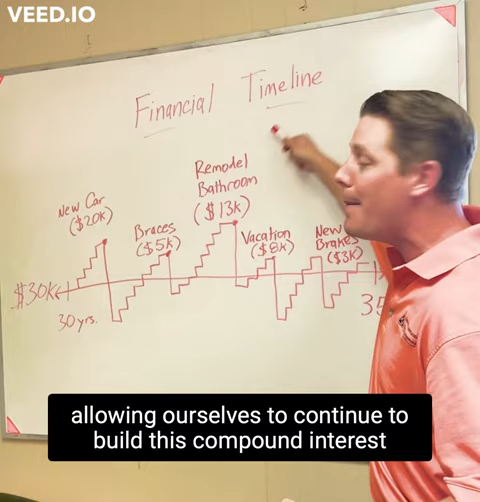 VEED.IO
Financial Timeline
Remodel
Bathroom
($13k)
New Car
($20k)
Braces
($5k)
Vacation
($8k)
New
Brakes
($3k)
$30k
30 yrs.
35
allowing ourselves to continue to
build this compound interest